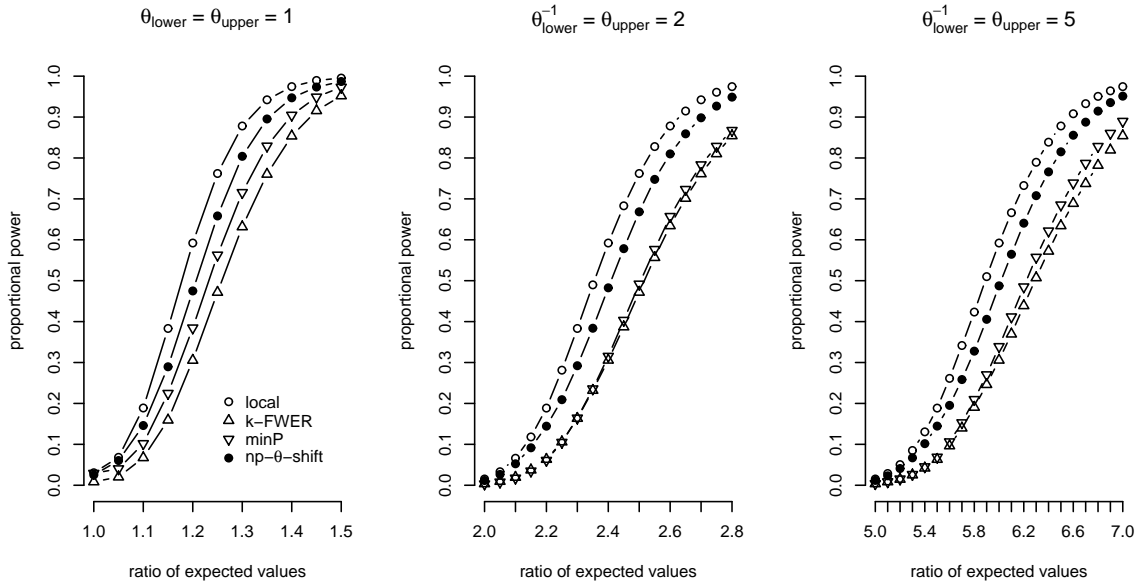 θlower = θupper = 1
proportional power
0.0 0.1 0.2 0.3 0.4 0.5 0.6 0.7 0.8 0.9 1.0
local
k−FWER
minP
np−θ−shift
1.0 1.1 1.2 1.3 1.4 1.5
ratio of expected values
θ−1lower = θupper = 2
proportional power
0.0 0.1 0.2 0.3 0.4 0.5 0.6 0.7 0.8 0.9 1.0
2.0 2.2 2.4 2.6 2.8
ratio of expected values
θ−1lower = θupper = 5
proportional power
0.0 0.1 0.2 0.3 0.4 0.5 0.6 0.7 0.8 0.9 1.0
5.0 5.4 5.8 6.2 6.6 7.0
ratio of expected values